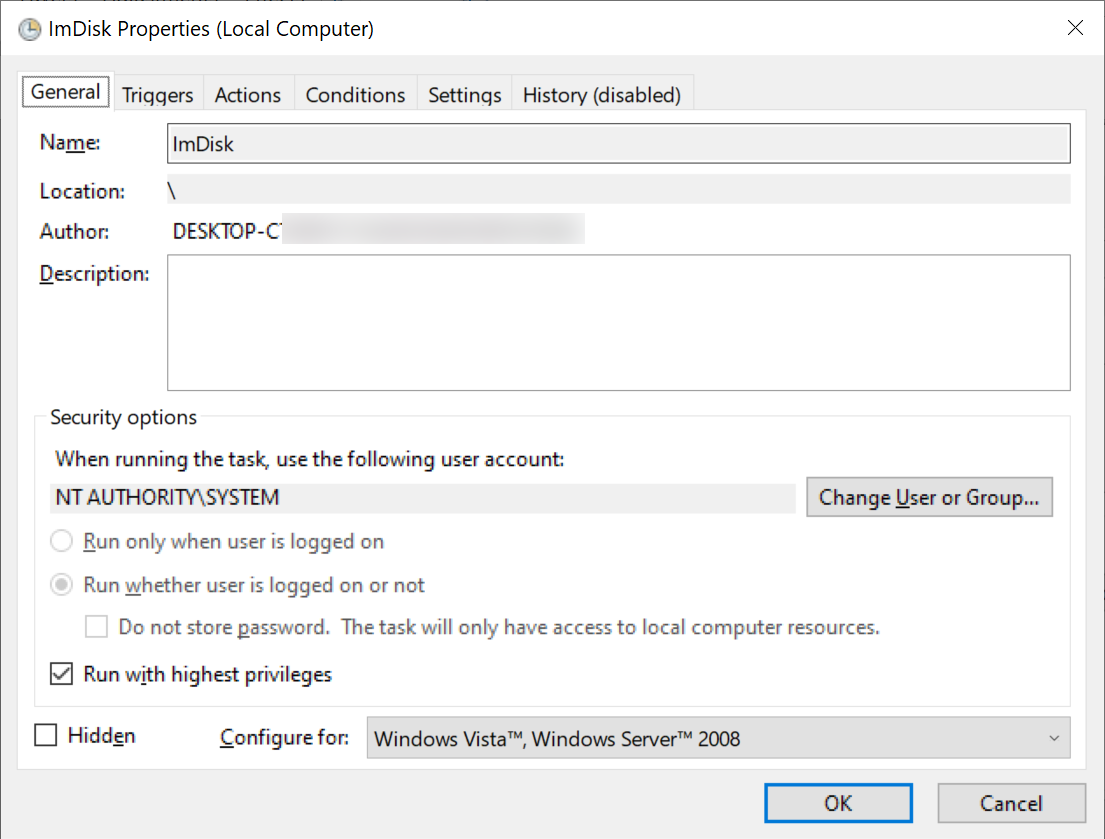 ImDisk Properties (Local Computer)
General Triggers Actions Conditions Settings History (disabled)
Name: ImDisk
Location: \
Author: DESKTOP-C
Description:
Security options
When running the task, use the following user account:
NT AUTHORITY\SYSTEM Change User or Group...
Run only when user is logged on
Run whether user is logged on or not
Do not store password. The task will only have access to local computer resources.
Run with highest privileges
Hidden Configure for: Windows Vista™, Windows Server™ 2008
OK Cancel